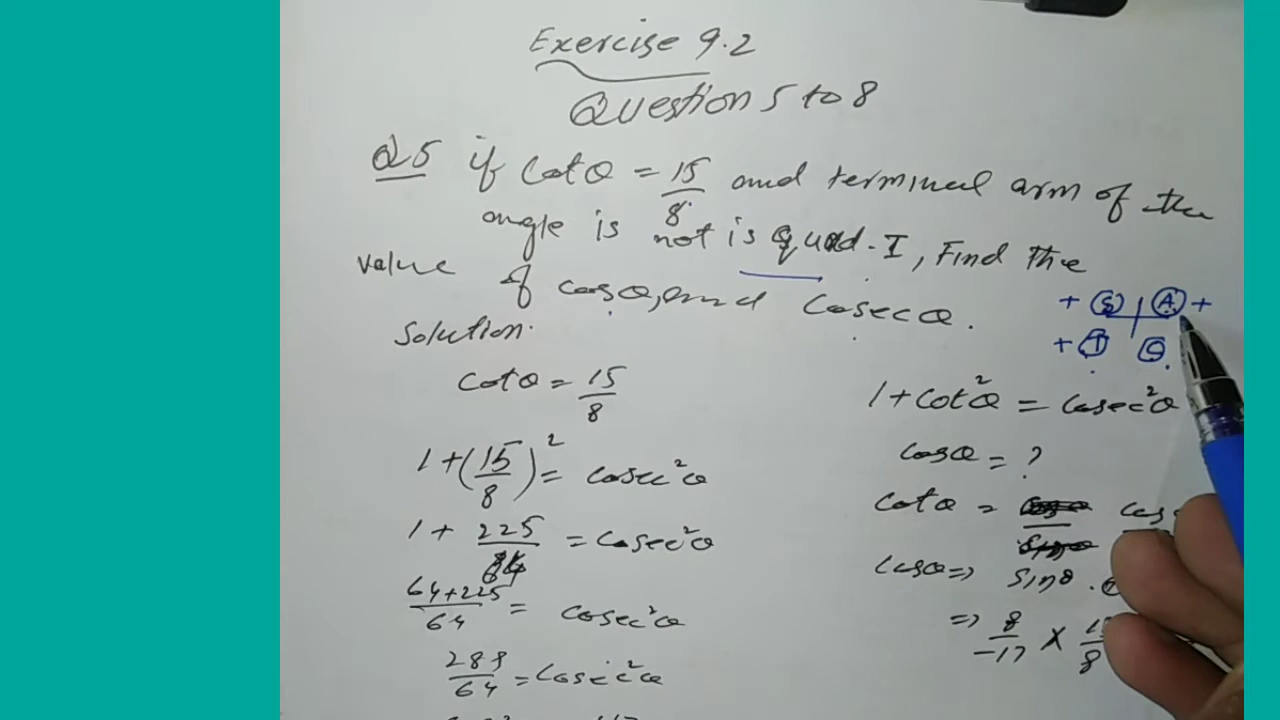 Exercise 9.2
Question 5 to 8
Q5 if Cotθ = 15/8 and terminal arm of the
angle is not is quad-I, Find the
value of cosθ, and Cosecθ.
Solution.
+ S A +
+ T C
cotθ = 15/8
1 + cot²θ = cosec²θ
1 + (15/8)² = cosec²θ
cosθ = ?
1 + 225/64 = cosec²θ
cotθ =
cosθ => sinθ .
64+225/64 = cosec²θ
=> 8/-17 ×
289/64 = cosec²θ